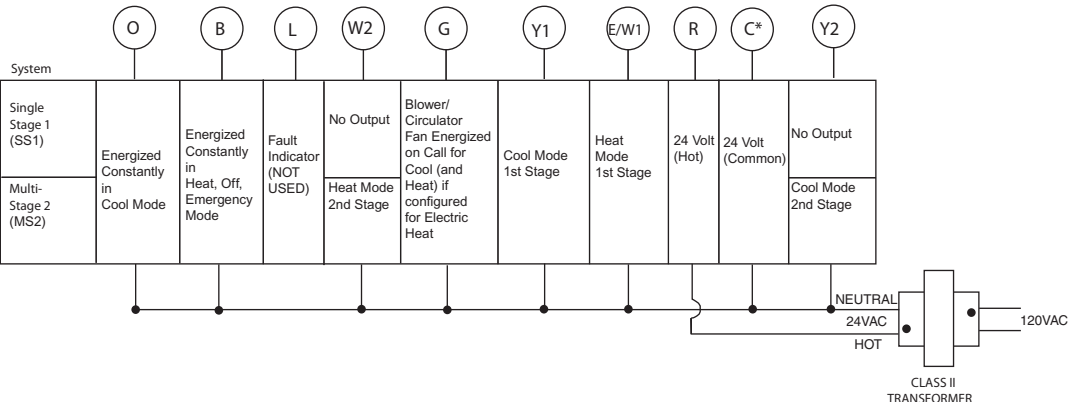 O B L W2 G Y1 E/W1 R C* Y2
System
Single
Stage 1
(SS1)
Multi-
Stage 2
(MS2)
Energized
Constantly
in
Cool Mode
Energized
Constantly
in
Heat, Off,
Emergency
Mode
Fault
Indicator
(NOT
USED)
No Output
Heat Mode
2nd Stage
Blower/
Circulator
Fan Energized
on Call for
Cool (and
Heat) if
configured
for Electric
Heat
Cool Mode
1st Stage
Heat
Mode
1st Stage
24 Volt
(Hot)
24 Volt
(Common)
No Output
Cool Mode
2nd Stage
NEUTRAL
24VAC
HOT
120VAC
CLASS II
TRANSFORMER